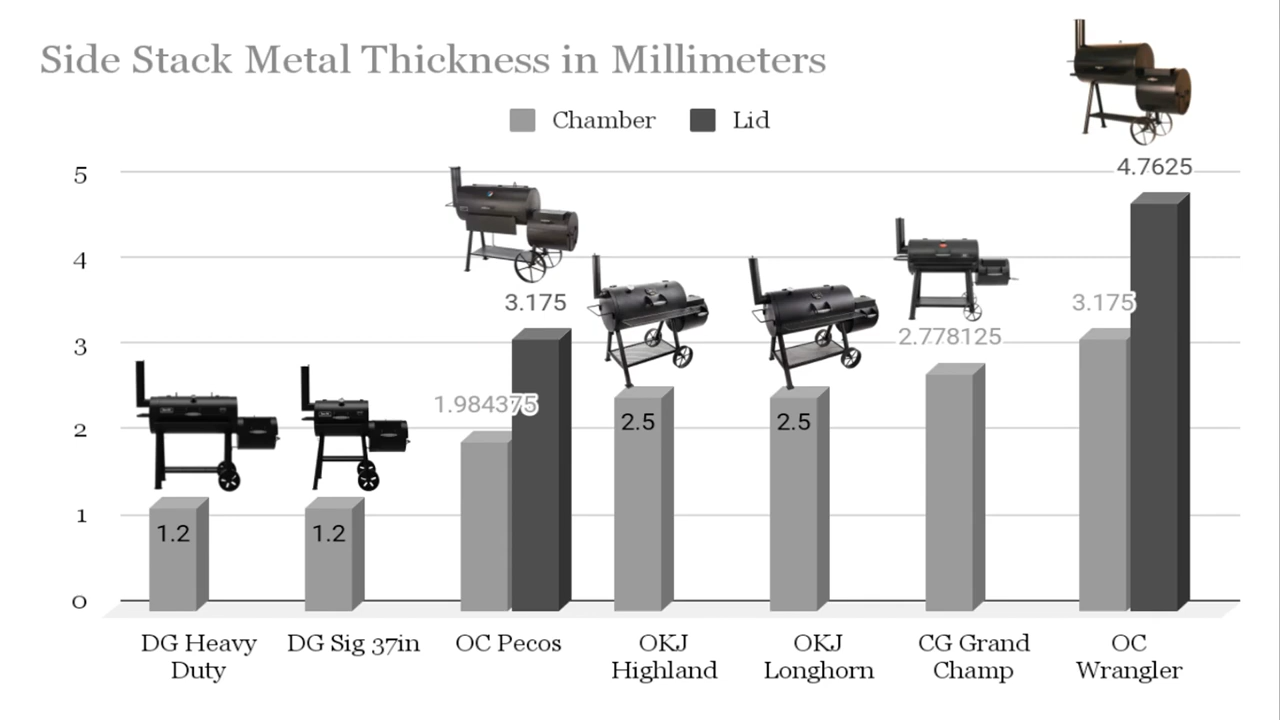 Side Stack Metal Thickness in Millimeters
Chamber
Lid
5
4
3
2
1
0
1.2
1.2
1.984375
3.175
2.5
2.5
2.778125
3.175
4.7625
DG Heavy
Duty
DG Sig 37in
OC Pecos
OKJ
Highland
OKJ
Longhorn
CG Grand
Champ
OC
Wrangler